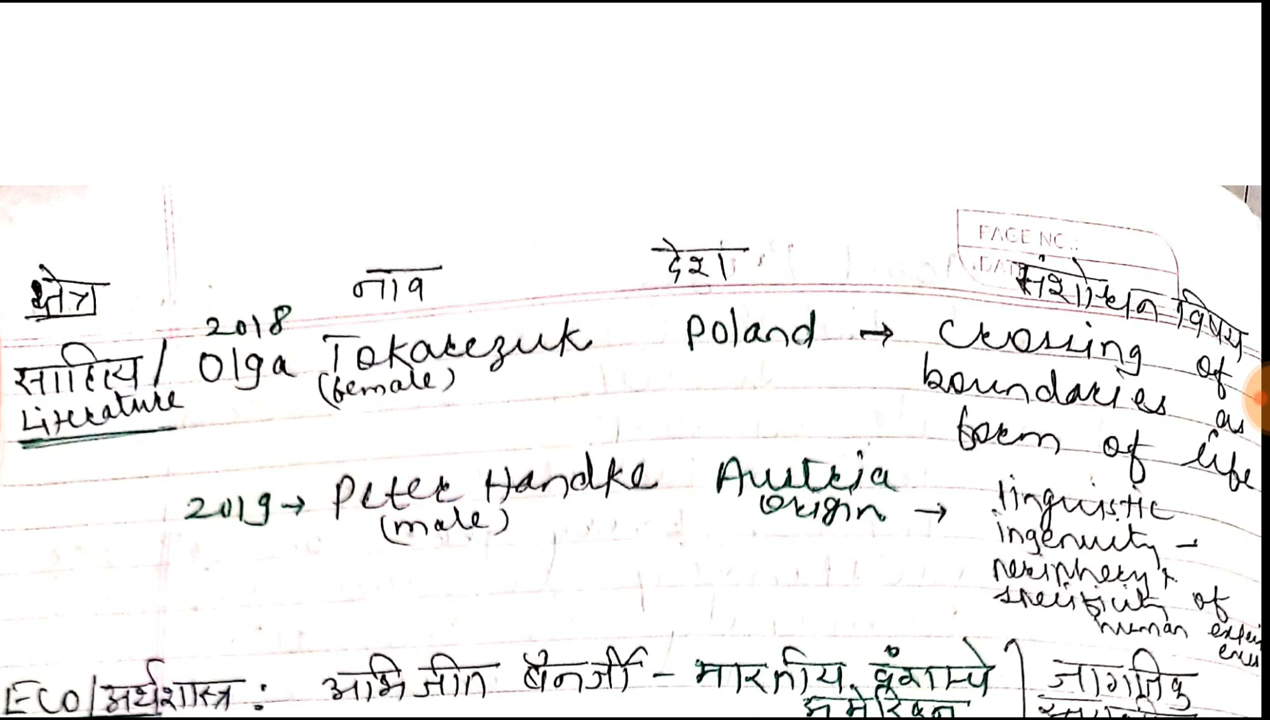 PAGE NO.:
DATE
क्षेत्र नाव देश संशोधन विषय
2018
साहित्य/ Olga Tokarczuk Poland → Crossing of
Literature (female) boundaries as
form of life
2019 → Peter Handke Austria
(male) origin → linguistic
ingenuity -
periphery +
specificity of
human
ECO/अर्थशास्त्र : अभिजीत बॅनर्जी - भारतीय वंशाचे जागतिक
अमेरिकन